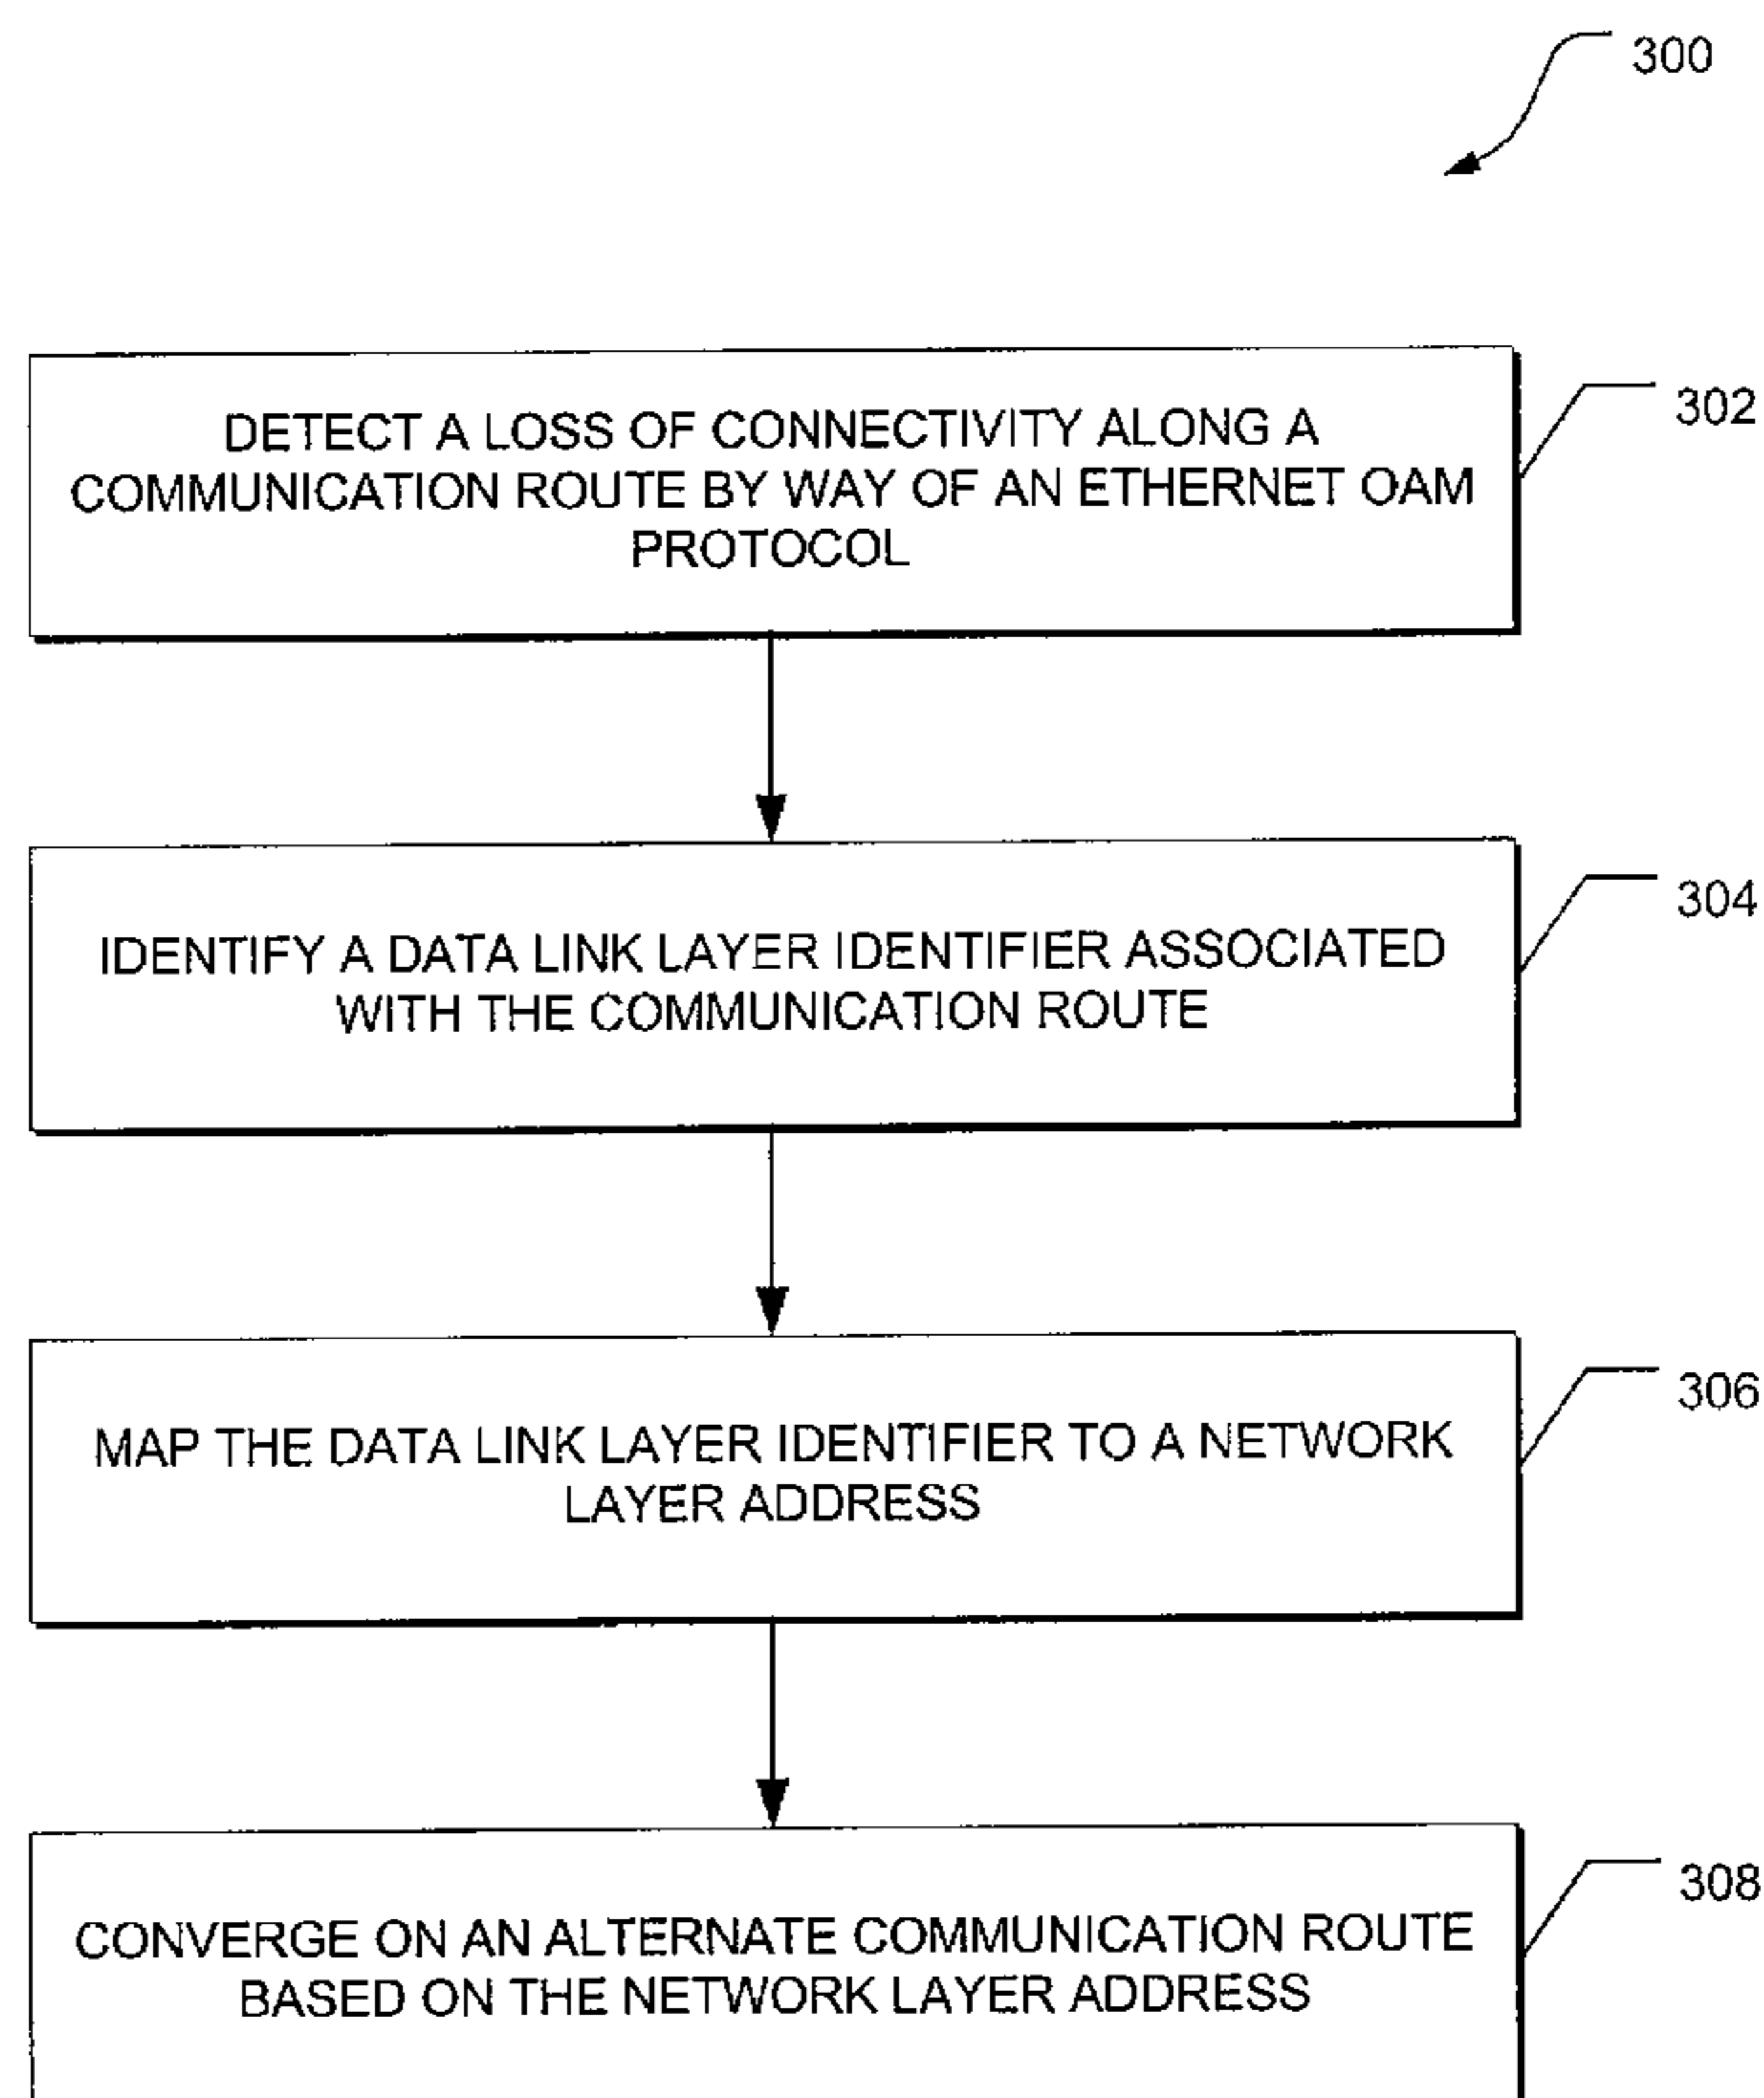 300
DETECT A LOSS OF CONNECTIVITY ALONG A
COMMUNICATION ROUTE BY WAY OF AN ETHERNET OAM
PROTOCOL
302
IDENTIFY A DATA LINK LAYER IDENTIFIER ASSOCIATED
WITH THE COMMUNICATION ROUTE
304
MAP THE DATA LINK LAYER IDENTIFIER TO A NETWORK
LAYER ADDRESS
306
CONVERGE ON AN ALTERNATE COMMUNICATION ROUTE
BASED ON THE NETWORK LAYER ADDRESS
308